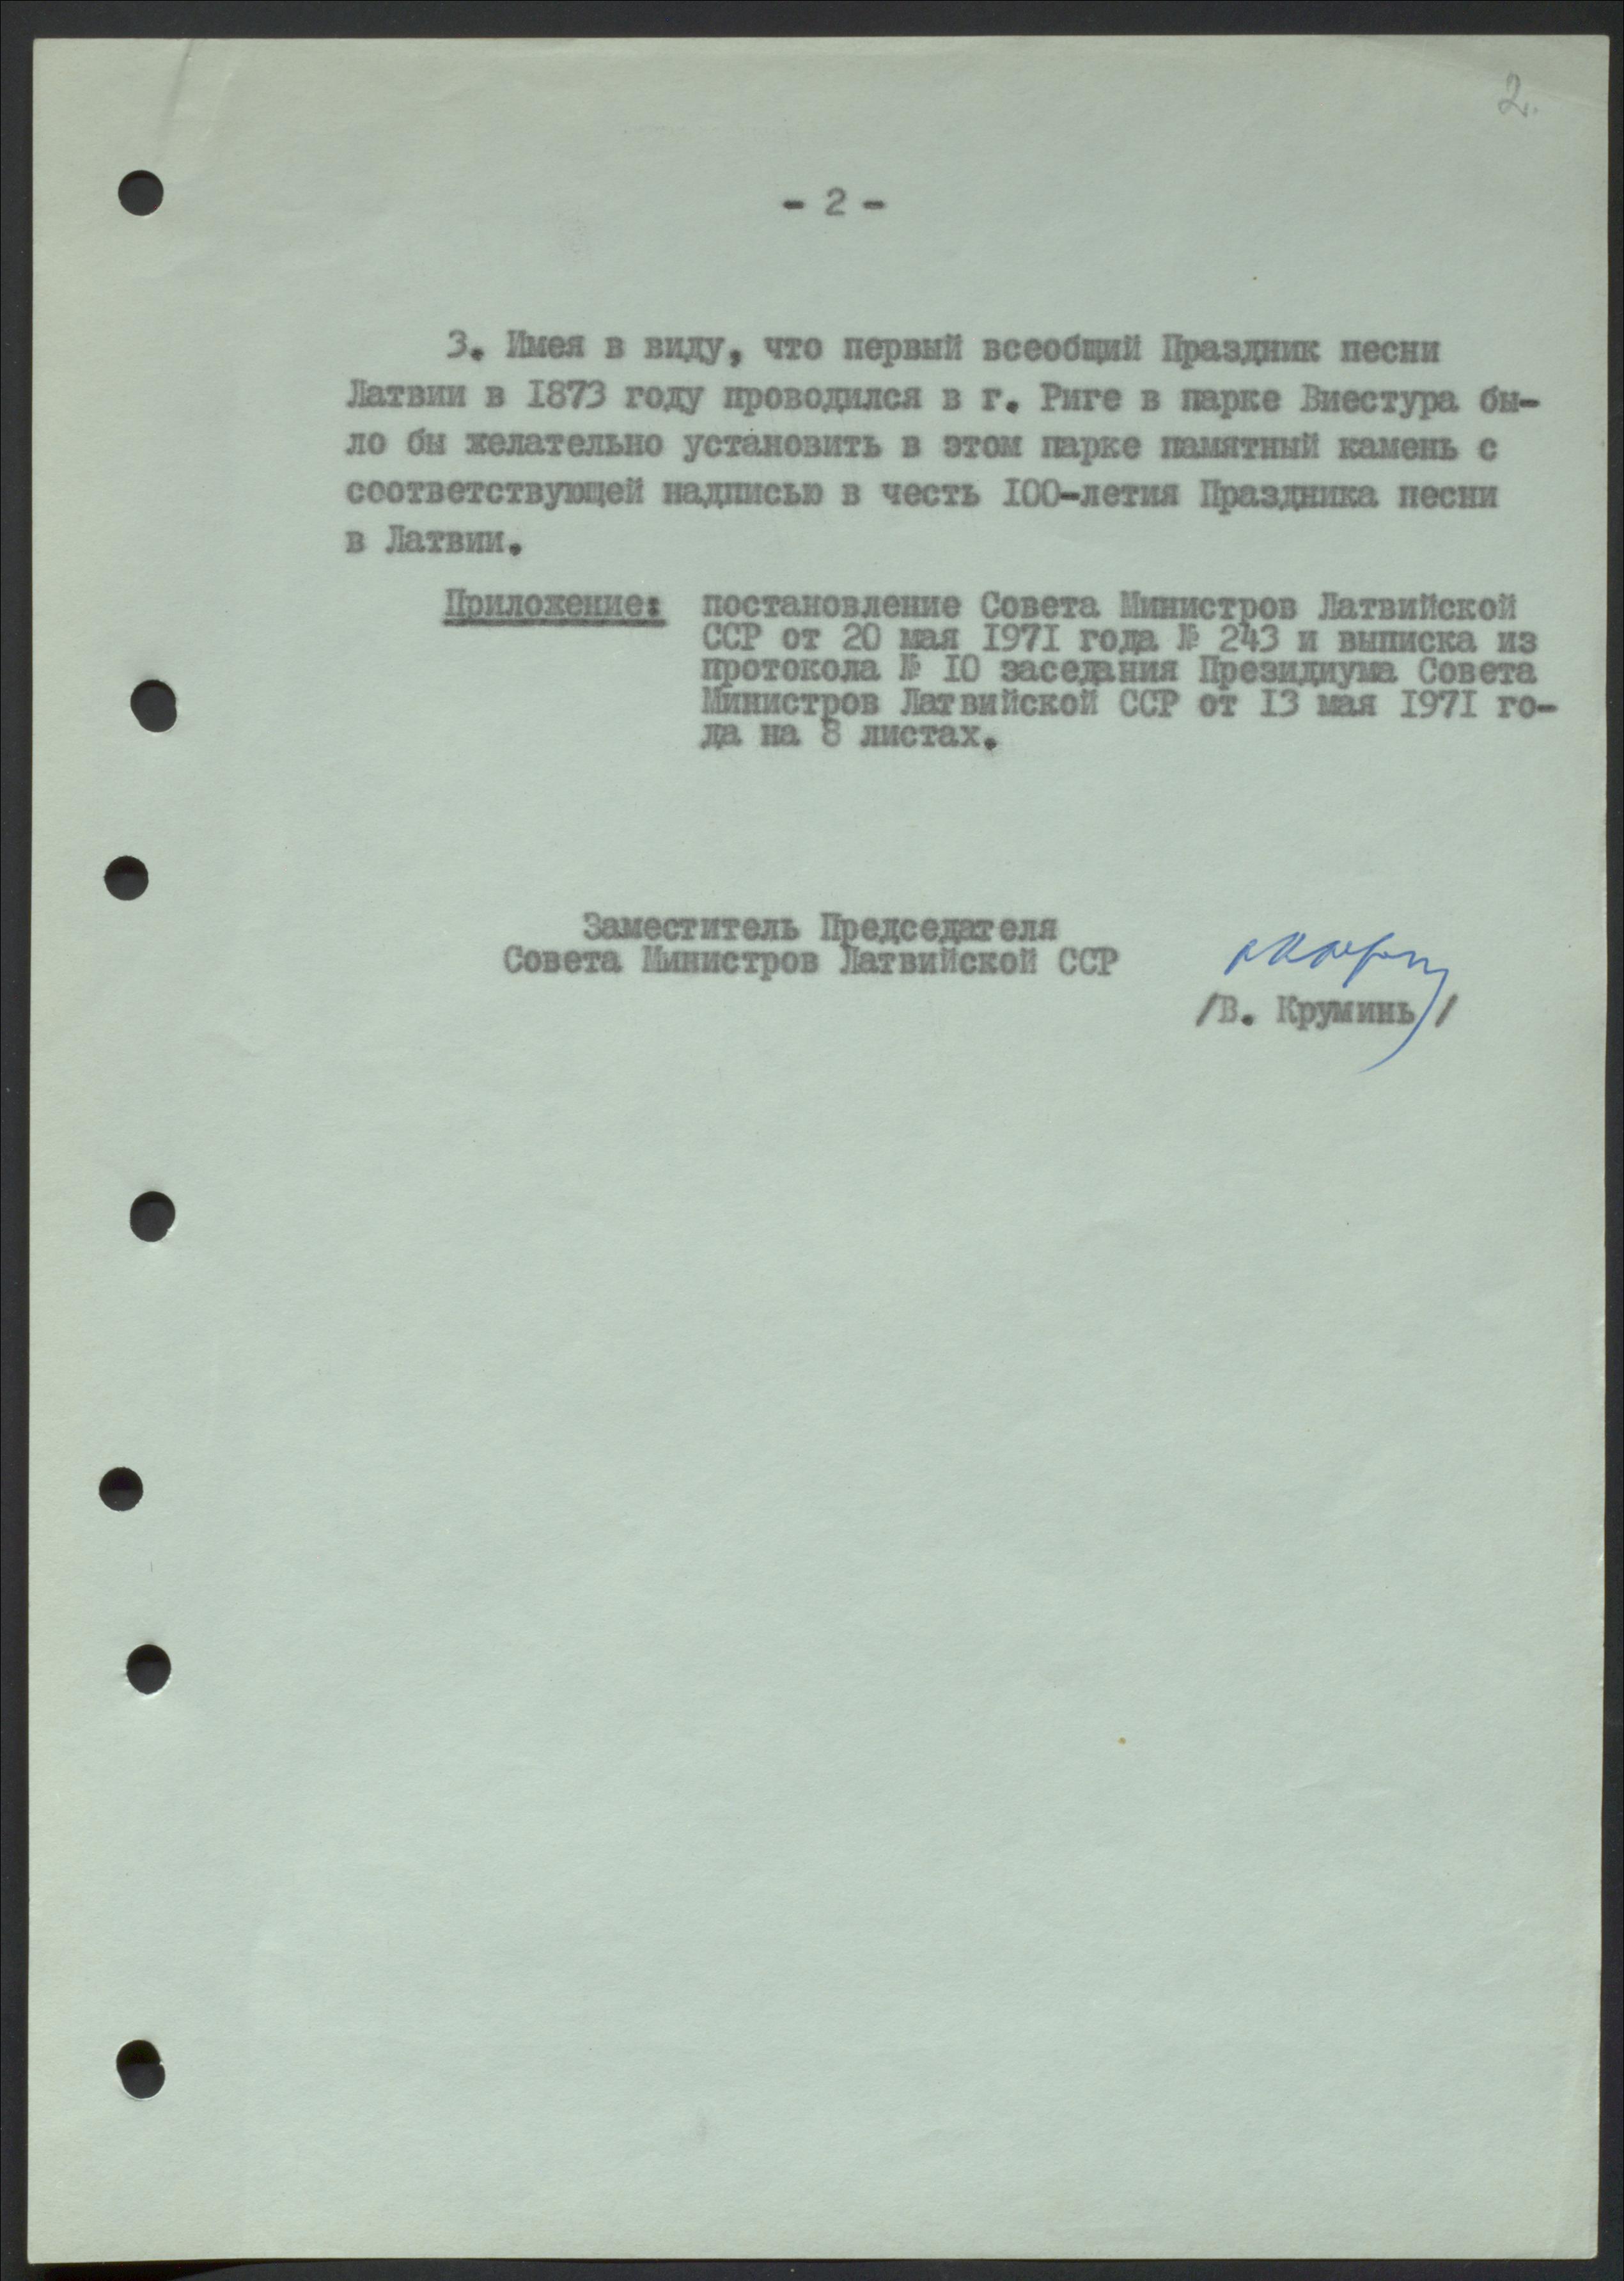 2.
- 2 -
3. Имея в виду, что первый всеобщий Праздник песни
Латвии в 1873 году проводился в г. Риге в парке Виестура бы-
ло бы желательно установить в этом парке памятный камень с
соответствующей надписью в честь 100-летия Праздника песни
в Латвии.
Приложение: постановление Совета Министров Латвийской
ССР от 20 мая 1971 года № 243 и выписка из
протокола № 10 заседания Президиума Совета
Министров Латвийской ССР от 13 мая 1971 го-
да на 8 листах.
Заместитель Председателя
Совета Министров Латвийской ССР
/В. Круминь/